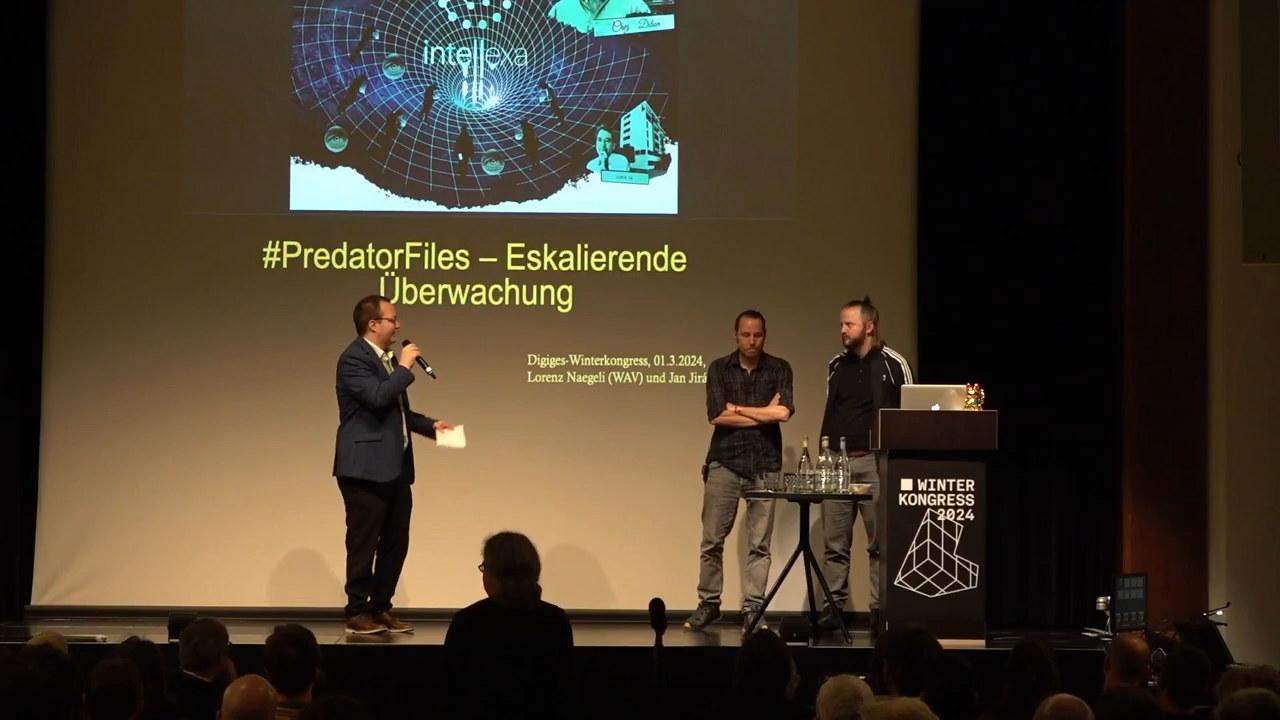 intellexa
#PredatorFiles – Eskalierende
Überwachung
Digiges-Winterkongress, 01.3.2024,
Lorenz Naegeli (WAV) und Jan Jirá
WINTER
KONGRESS
2024